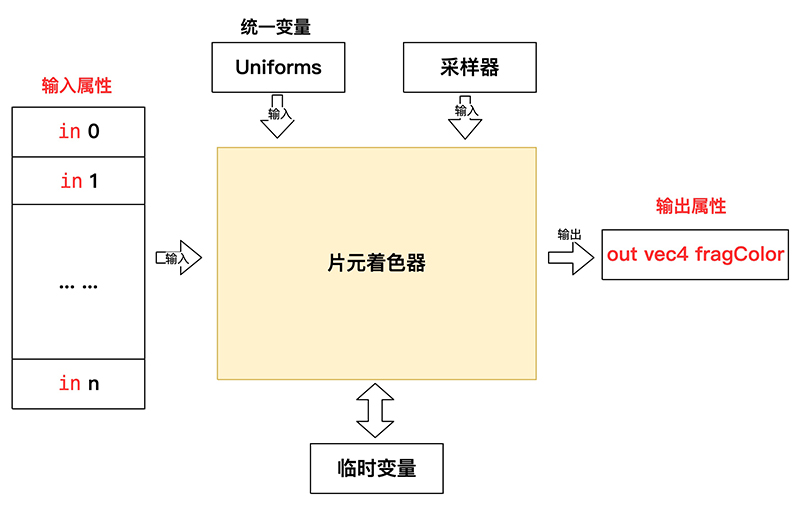 统一变量
Uniforms
采样器
输入属性
输入
输入
in 0
in 1
... ...
in n
输入
片元着色器
输出
输出属性
out vec4 fragColor
临时变量